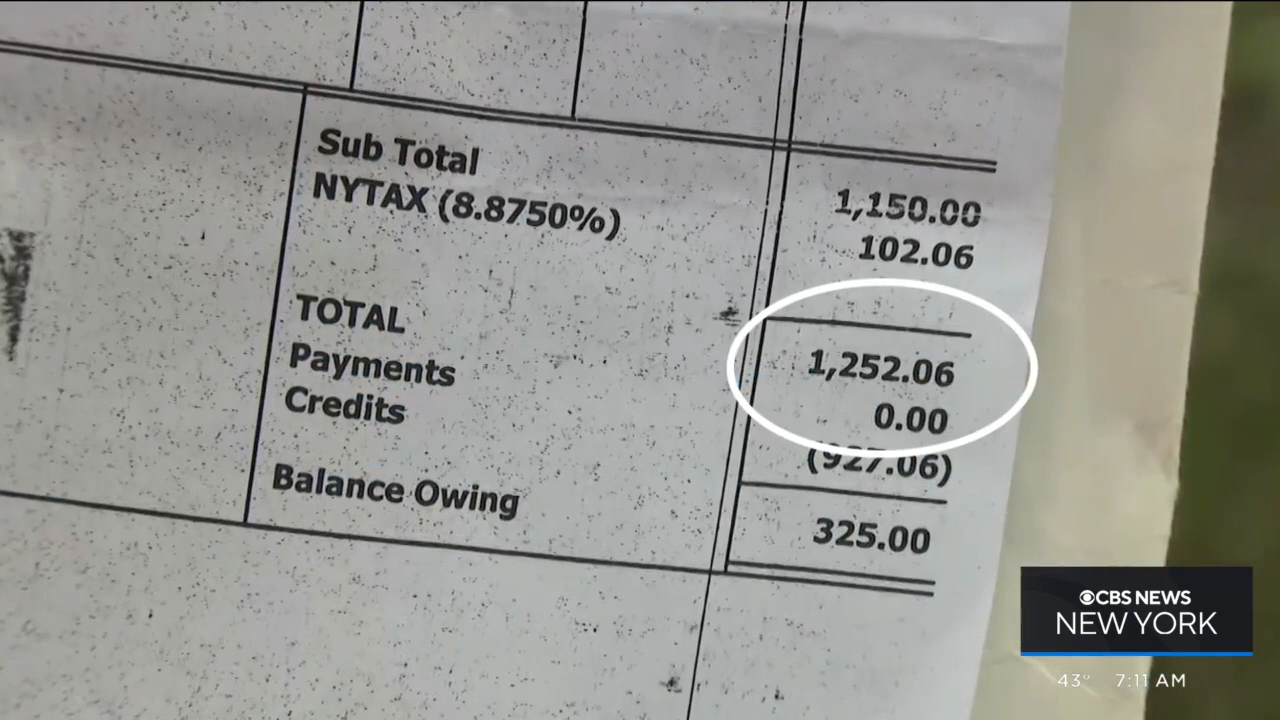 Sub Total 1,150.00
NYTAX (8.8750%) 102.06
TOTAL 1,252.06
Payments 0.00
Credits (927.06)
Balance Owing 325.00
CBS NEWS
NEW YORK
43° 7:11 AM